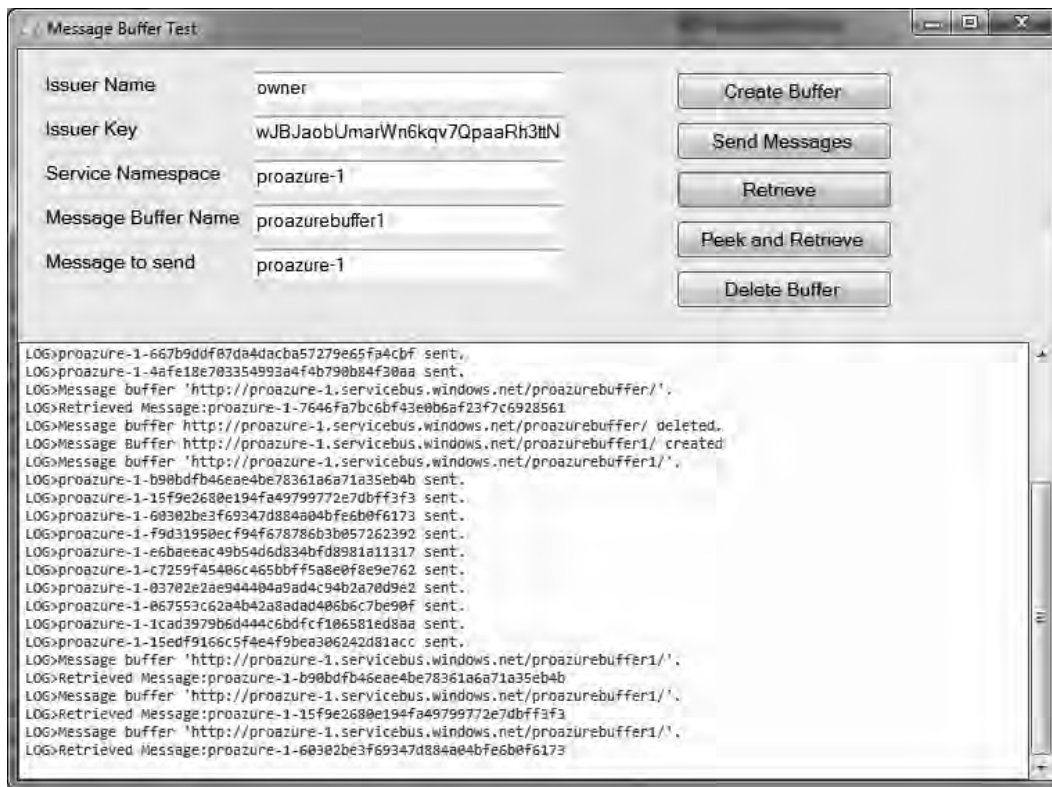 Message Buffer Test
Issuer Name
owner
Issuer Key
wJBJaobUmarWn6kqv7QpaaRh3ttN
Service Namespace
proazure-1
Message Buffer Name
proazurebuffer1
Message to send
proazure-1
Create Buffer
Send Messages
Retrieve
Peek and Retrieve
Delete Buffer
LOG>proazure-1-667b9ddf07da4dacba57279e65fa4cbf sent.
LOG>proazure-1-4afe18e703354993a4f4b790b84f30aa sent.
LOG>Message buffer 'http://proazure-1.servicebus.windows.net/proazurebuffer/'.
LOG>Retrieved Message:proazure-1-7646fa7bc6bf43e0b6af23f7c6928561
LOG>Message buffer http://proazure-1.servicebus.windows.net/proazurebuffer/ deleted.
LOG>Message Buffer http://proazure-1.servicebus.windows.net/proazurebuffer1/ created
LOG>Message buffer 'http://proazure-1.servicebus.windows.net/proazurebuffer1/'.
LOG>proazure-1-b90bdfb46eae4be78361a6a71a35eb4b sent.
LOG>proazure-1-15f9e2680e194fa49799772e7dbff3f3 sent.
LOG>proazure-1-60302be3f69347d884a04bfe6b0f6173 sent.
LOG>proazure-1-f9d31950ecf94f678786b3b057262392 sent.
LOG>proazure-1-e6baeeac49b54d6d834bfd8981a11317 sent.
LOG>proazure-1-c7259f45406c465bbff5a8e0f8e9e762 sent.
LOG>proazure-1-03702e2ae944404a9ad4c94b2a70d9e2 sent.
LOG>proazure-1-067553c62a4b42a8adad406b6c7be90f sent.
LOG>proazure-1-1cad3979b6d444c6bdfcf106581ed8aa sent.
LOG>proazure-1-15edf9166c5f4e4f9bea306242d81acc sent.
LOG>Message buffer 'http://proazure-1.servicebus.windows.net/proazurebuffer1/'.
LOG>Retrieved Message:proazure-1-b90bdfb46eae4be78361a6a71a35eb4b
LOG>Message buffer 'http://proazure-1.servicebus.windows.net/proazurebuffer1/'.
LOG>Retrieved Message:proazure-1-15f9e2680e194fa49799772e7dbff3f3
LOG>Message buffer 'http://proazure-1.servicebus.windows.net/proazurebuffer1/'.
LOG>Retrieved Message:proazure-1-60302be3f69347d884a04bfe6b0f6173